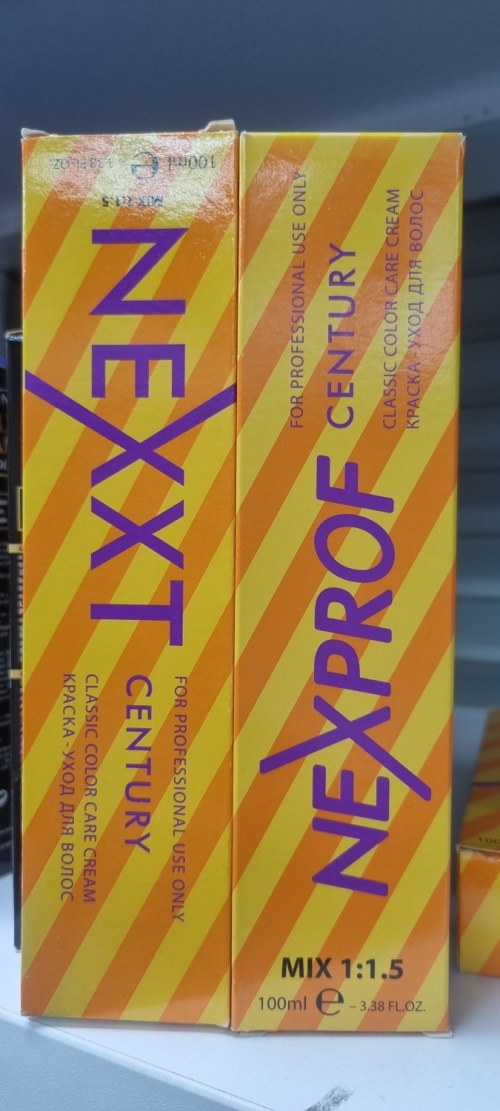 100ml e – 3.38 FL.OZ.
MIX 1:1.5
NEXXT
CENTURY
FOR PROFESSIONAL USE ONLY
CLASSIC COLOR CARE CREAM
КРАСКА-УХОД ДЛЯ ВОЛОС
NEXPROF
CENTURY
FOR PROFESSIONAL USE ONLY
CLASSIC COLOR CARE CREAM
КРАСКА-УХОД ДЛЯ ВОЛОС
MIX 1:1.5
100ml e – 3.38 FL.OZ.